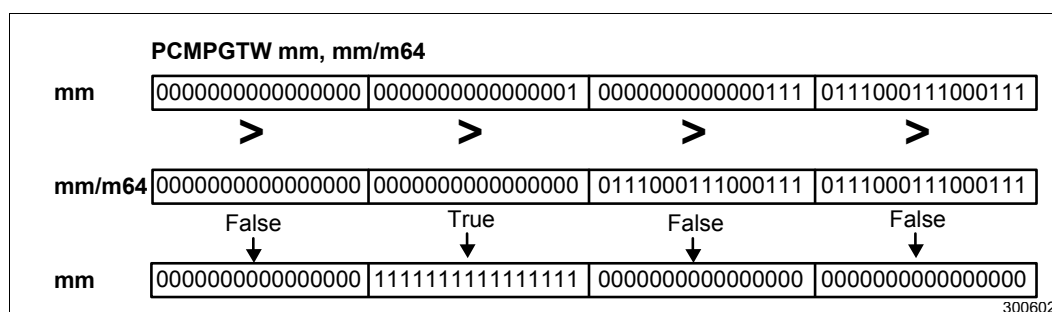 PCMPGTW mm, mm/m64
mm 0000000000000000 0000000000000001 0000000000000111 0111000111000111
> > > >
mm/m64 0000000000000000 0000000000000000 0111000111000111 0111000111000111
False True False False
mm 0000000000000000 1111111111111111 0000000000000000 0000000000000000
300602